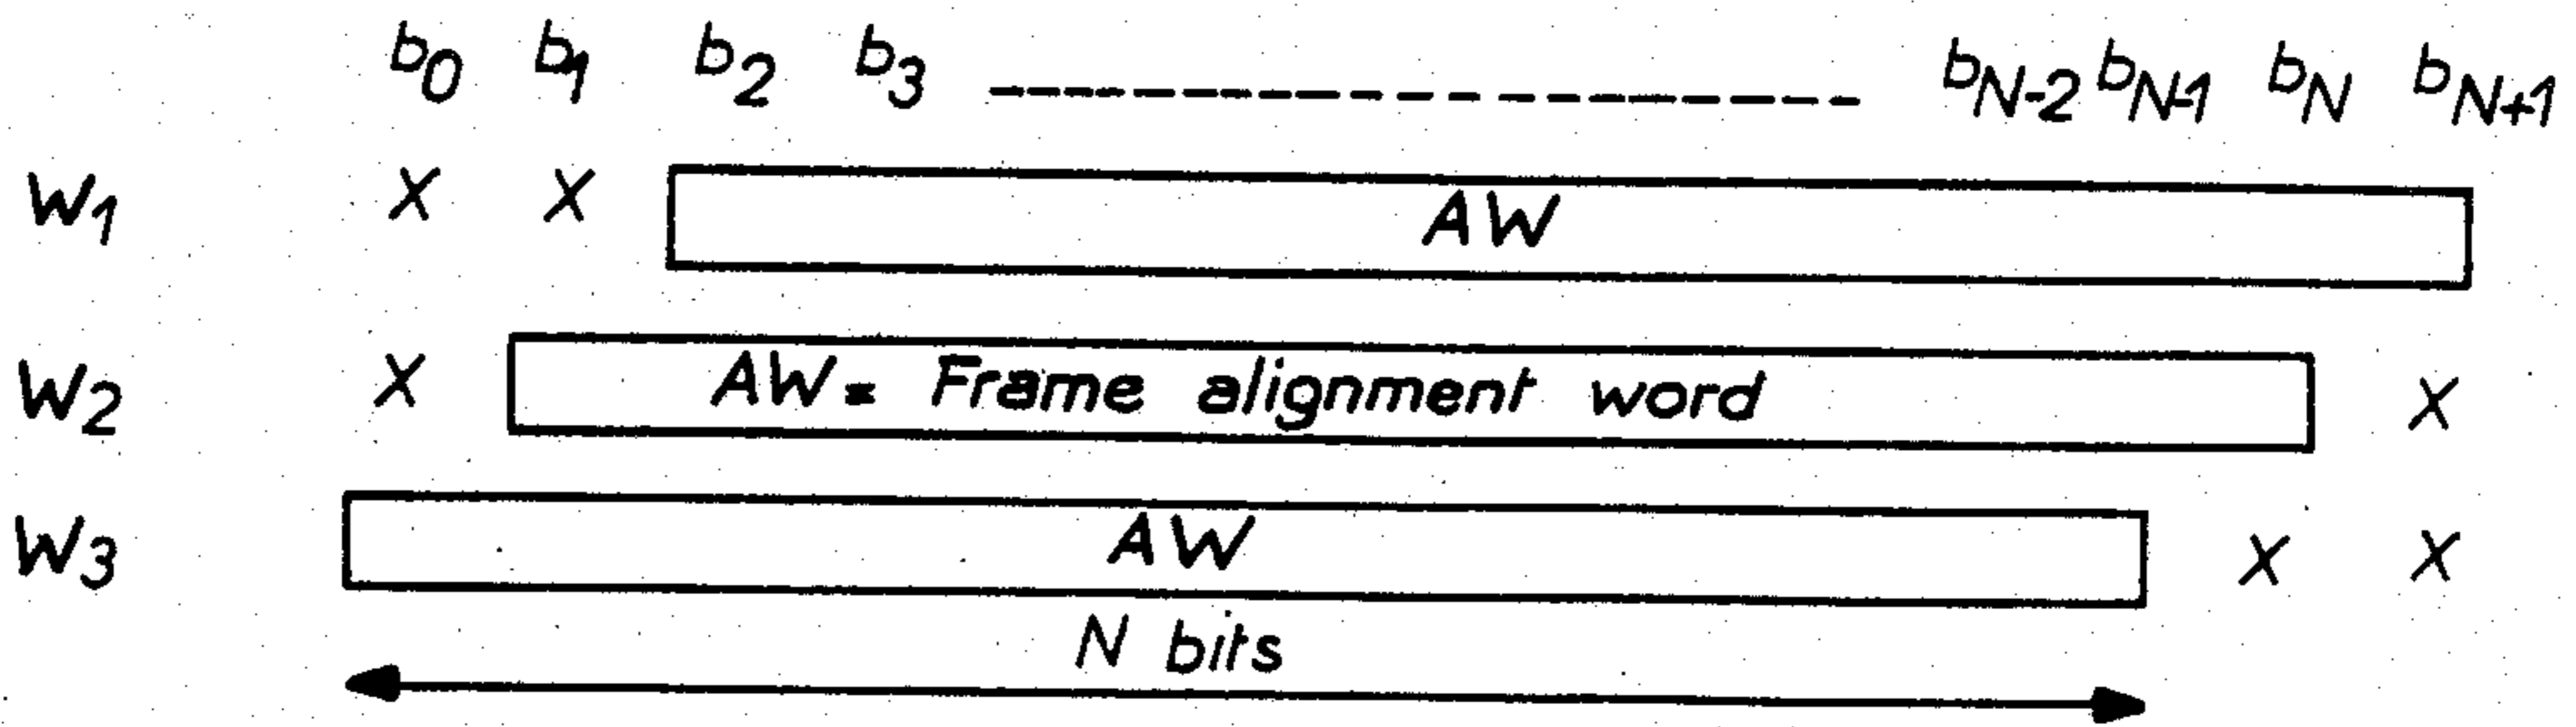 b0 b1 b2 b3 bN-2 bN-1 bN bN+1
W1 X X AW
W2 X AW = Frame alignment word X
W3 AW X X
N bits